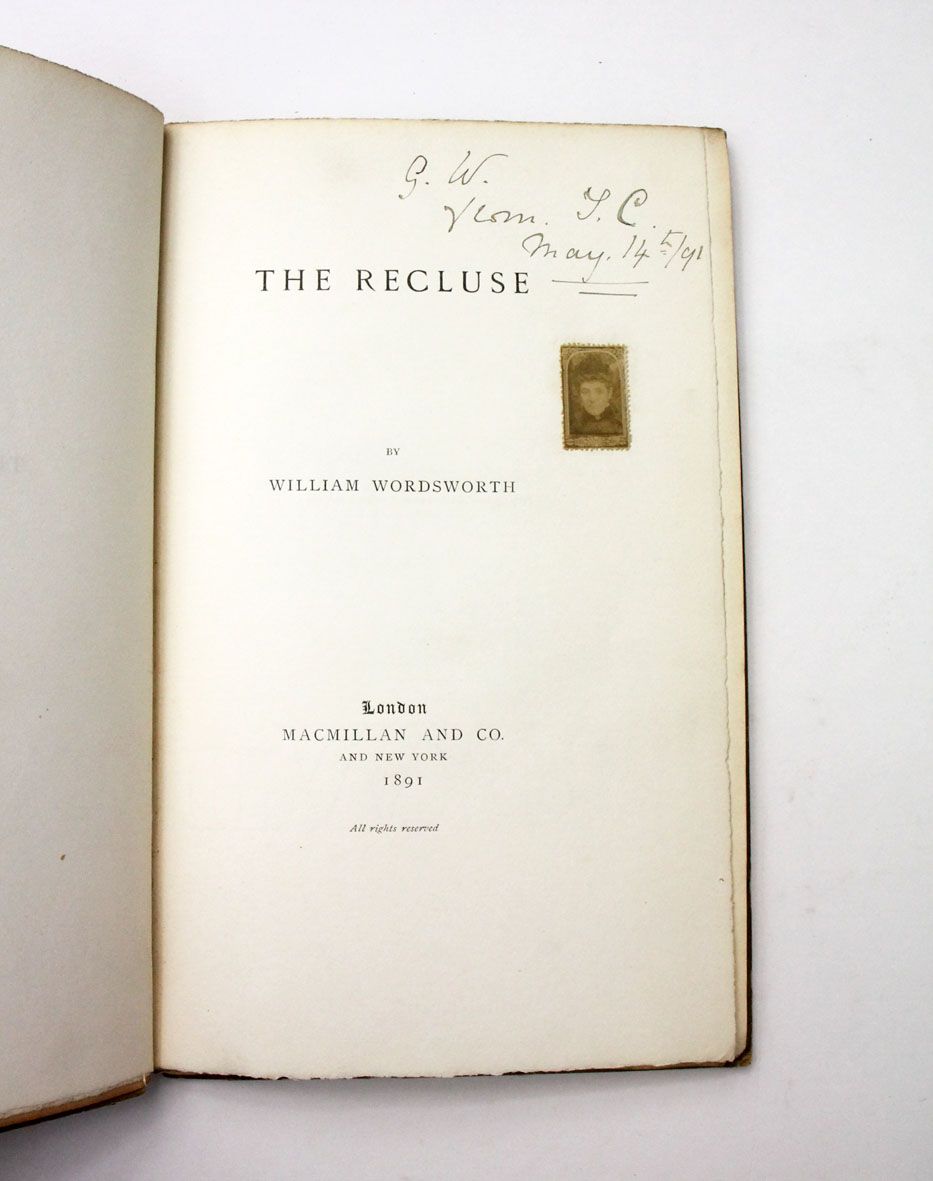 G. W.
from. T. C.
May. 14th/91
THE RECLUSE
BY
WILLIAM WORDSWORTH
London
MACMILLAN AND CO.
AND NEW YORK
1891
All rights reserved